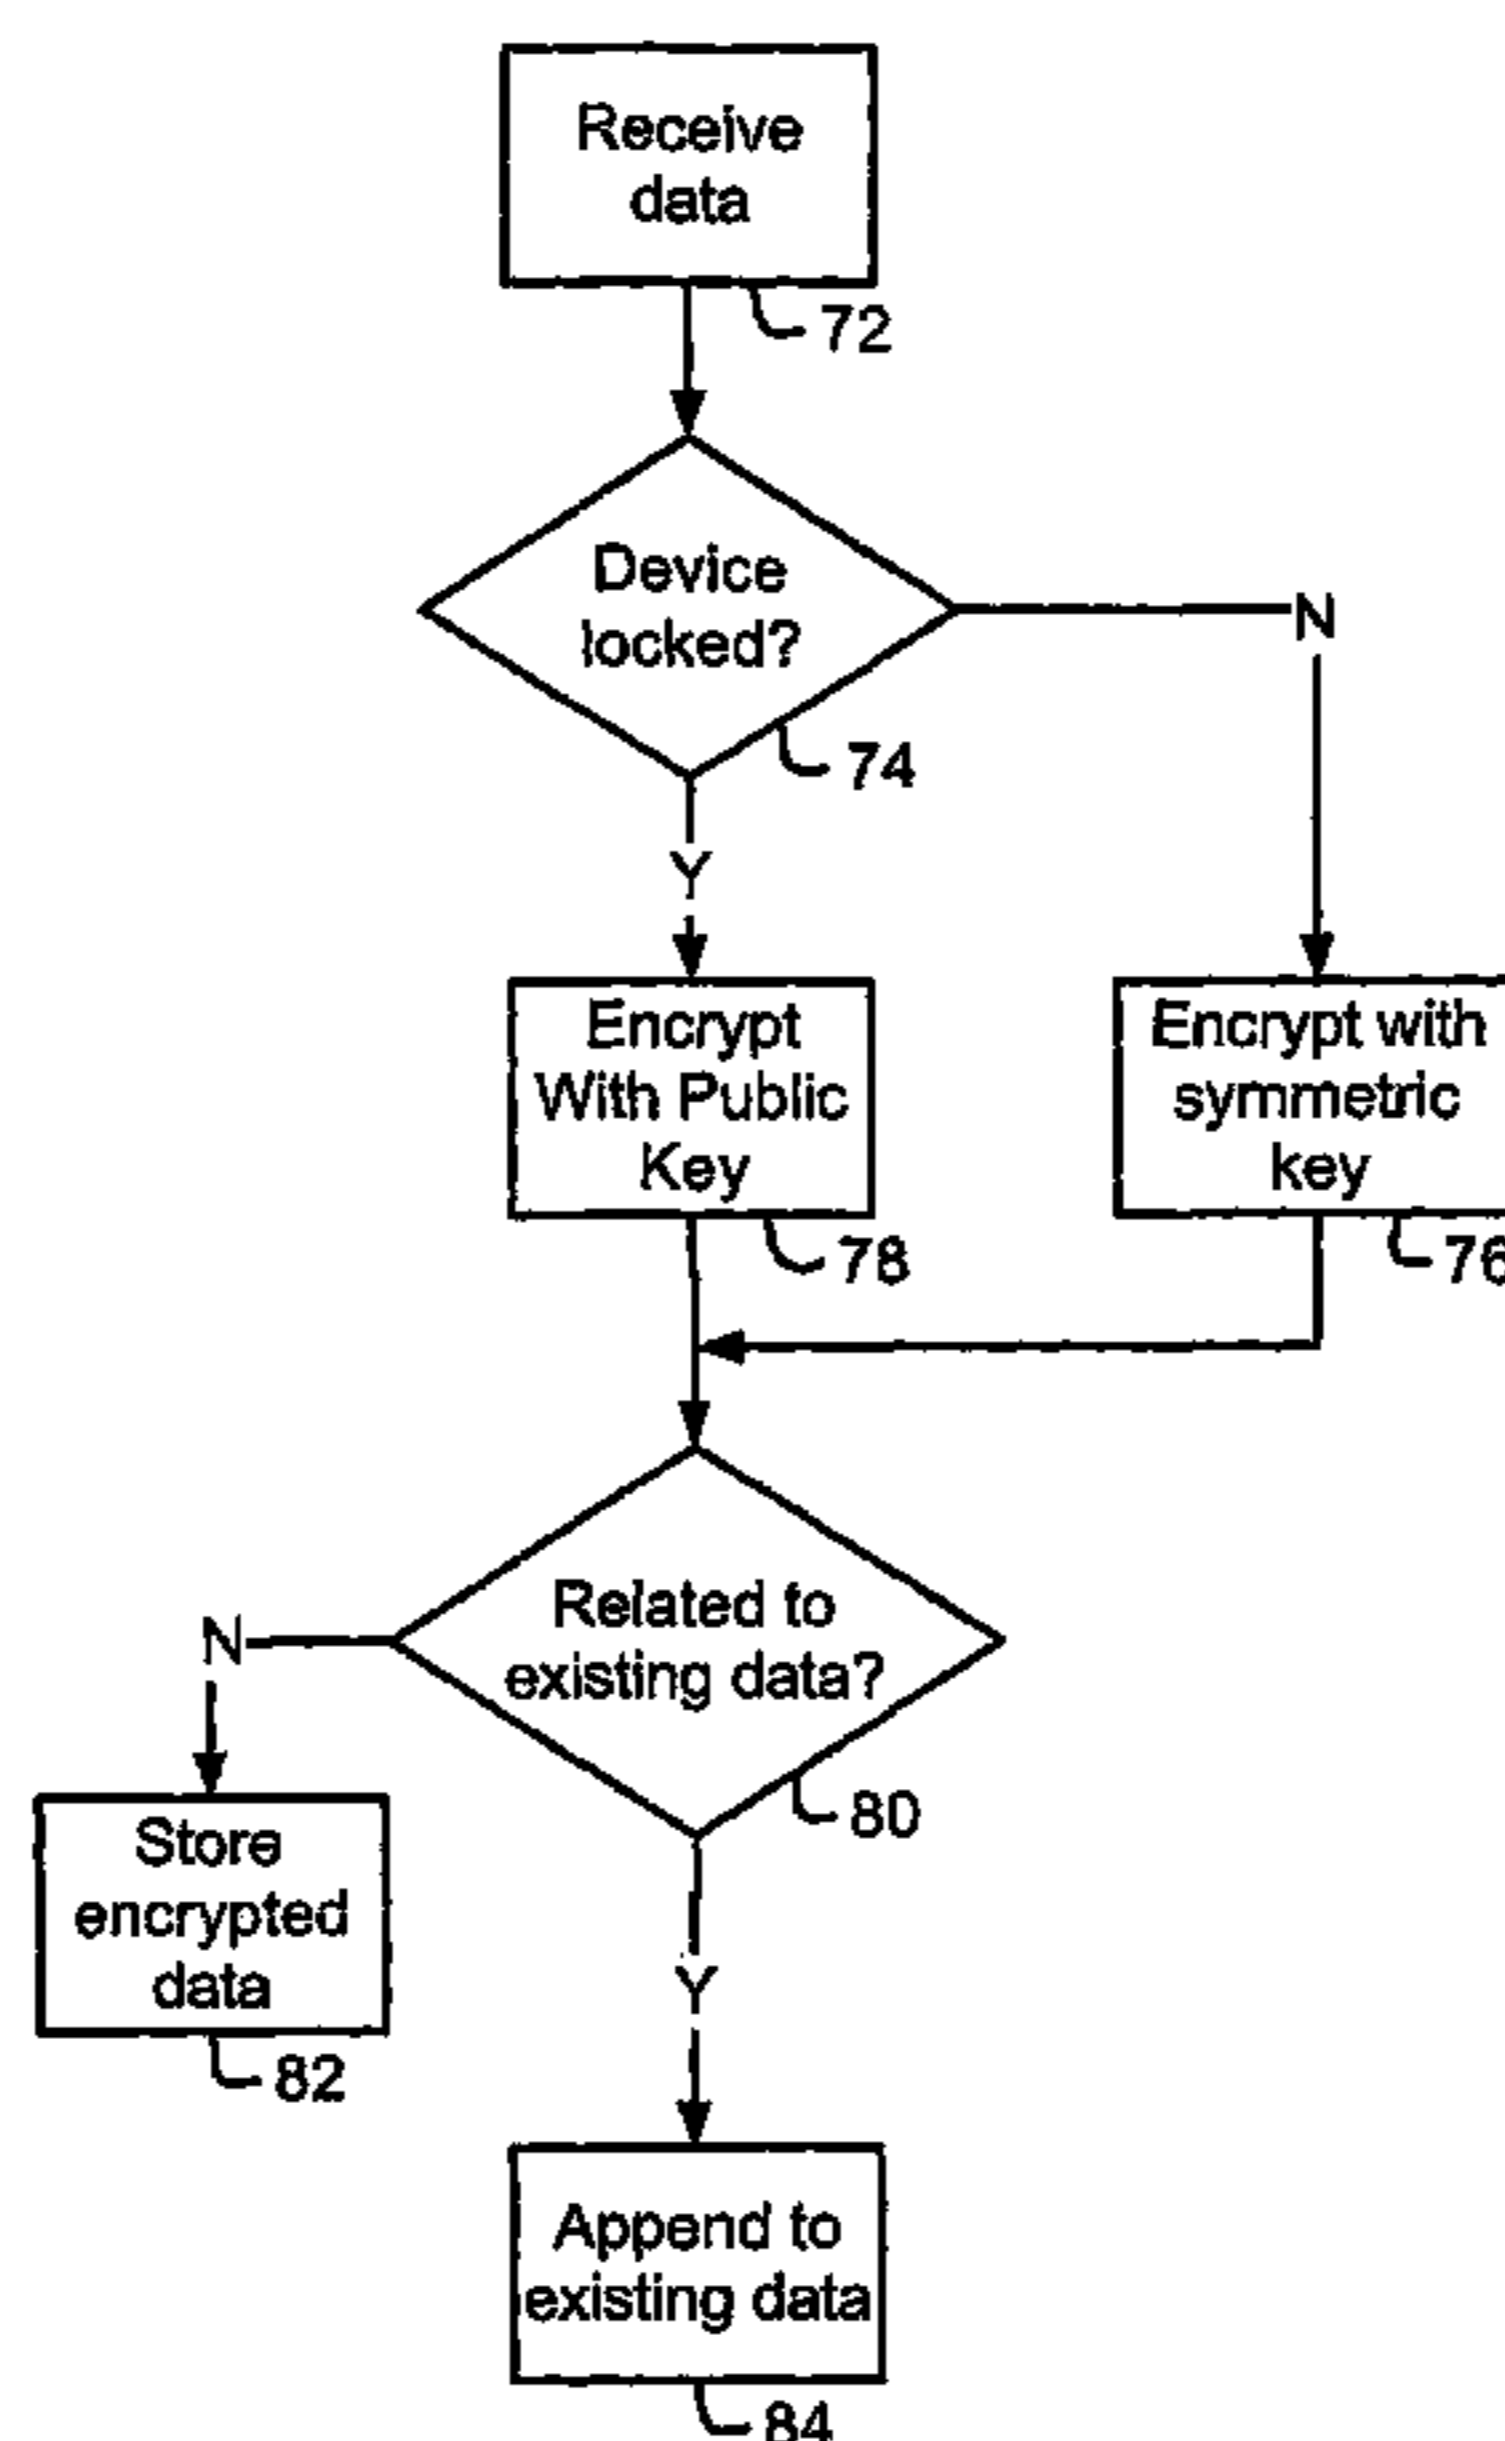 Receive
data
72
Device
locked?
N
74
Y
Encrypt
With Public
Key
Encrypt with
symmetric
key
78
76
Related to
existing data?
N
80
Store
encrypted
data
Y
82
Append to
existing data
84